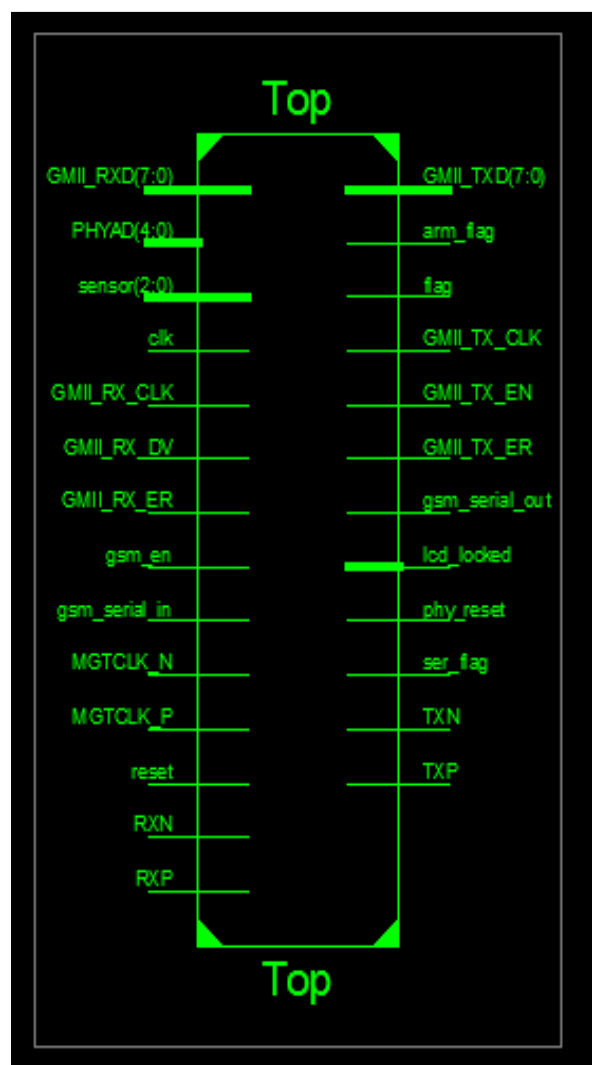 Top
GMII_RXD(7:0)
GMII_TXD(7:0)
PHYAD(4:0)
arm_flag
sensor(2:0)
flag
clk
GMII_TX_CLK
GMII_RX_CLK
GMII_TX_EN
GMII_RX_DV
GMII_TX_ER
GMII_RX_ER
gsm_serial_out
gsm_en
lcd_locked
gsm_serial_in
phy_reset
MGTCLK_N
ser_flag
MGTCLK_P
TXN
reset
TXP
RXN
RXP
Top